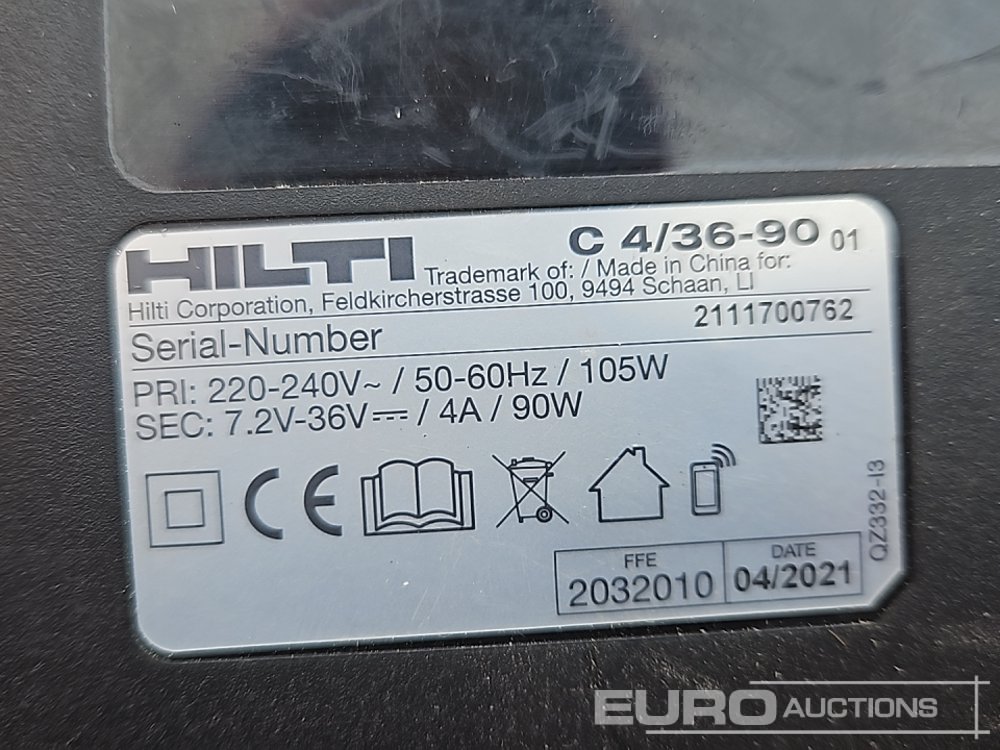 HILTI
C 4/36-90 01
Trademark of: / Made in China for:
Hilti Corporation, Feldkircherstrasse 100, 9494 Schaan, LI
Serial-Number 2111700762
PRI: 220-240V~ / 50-60Hz / 105W
SEC: 7.2V-36V⎓ / 4A / 90W
CE
QZ332-I3
FFE DATE
2032010 04/2021
EURO AUCTIONS